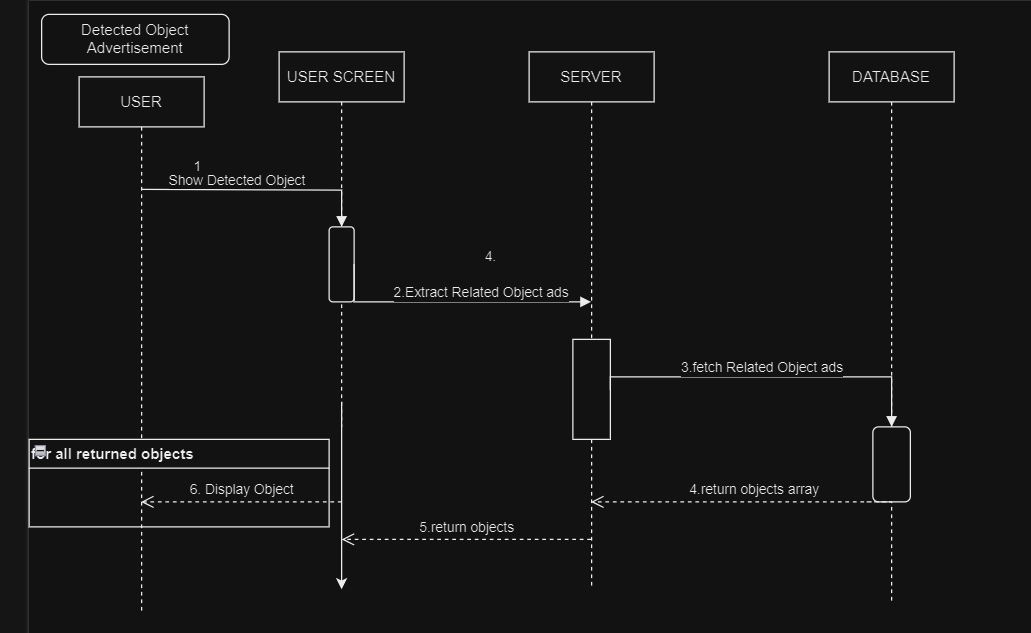 Detected Object
Advertisement
USER
USER SCREEN
SERVER
DATABASE
1
Show Detected Object
4.
2.Extract Related Object ads
3.fetch Related Object ads
for all returned objects
6. Display Object
4.return objects array
5.return objects